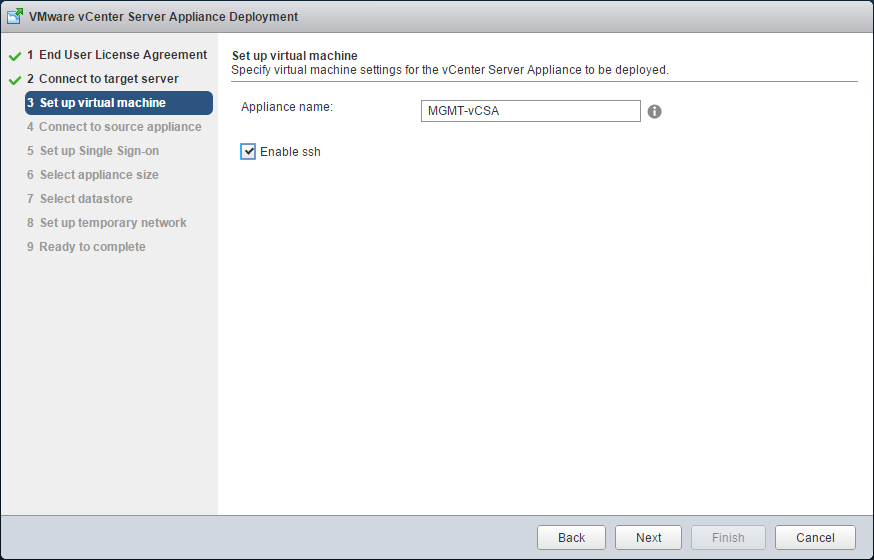 VMware vCenter Server Appliance Deployment
1 End User License Agreement
2 Connect to target server
3 Set up virtual machine
4 Connect to source appliance
5 Set up Single Sign-on
6 Select appliance size
7 Select datastore
8 Set up temporary network
9 Ready to complete
Set up virtual machine
Specify virtual machine settings for the vCenter Server Appliance to be deployed.
Appliance name: MGMT-vCSA
Enable ssh
Back Next Finish Cancel